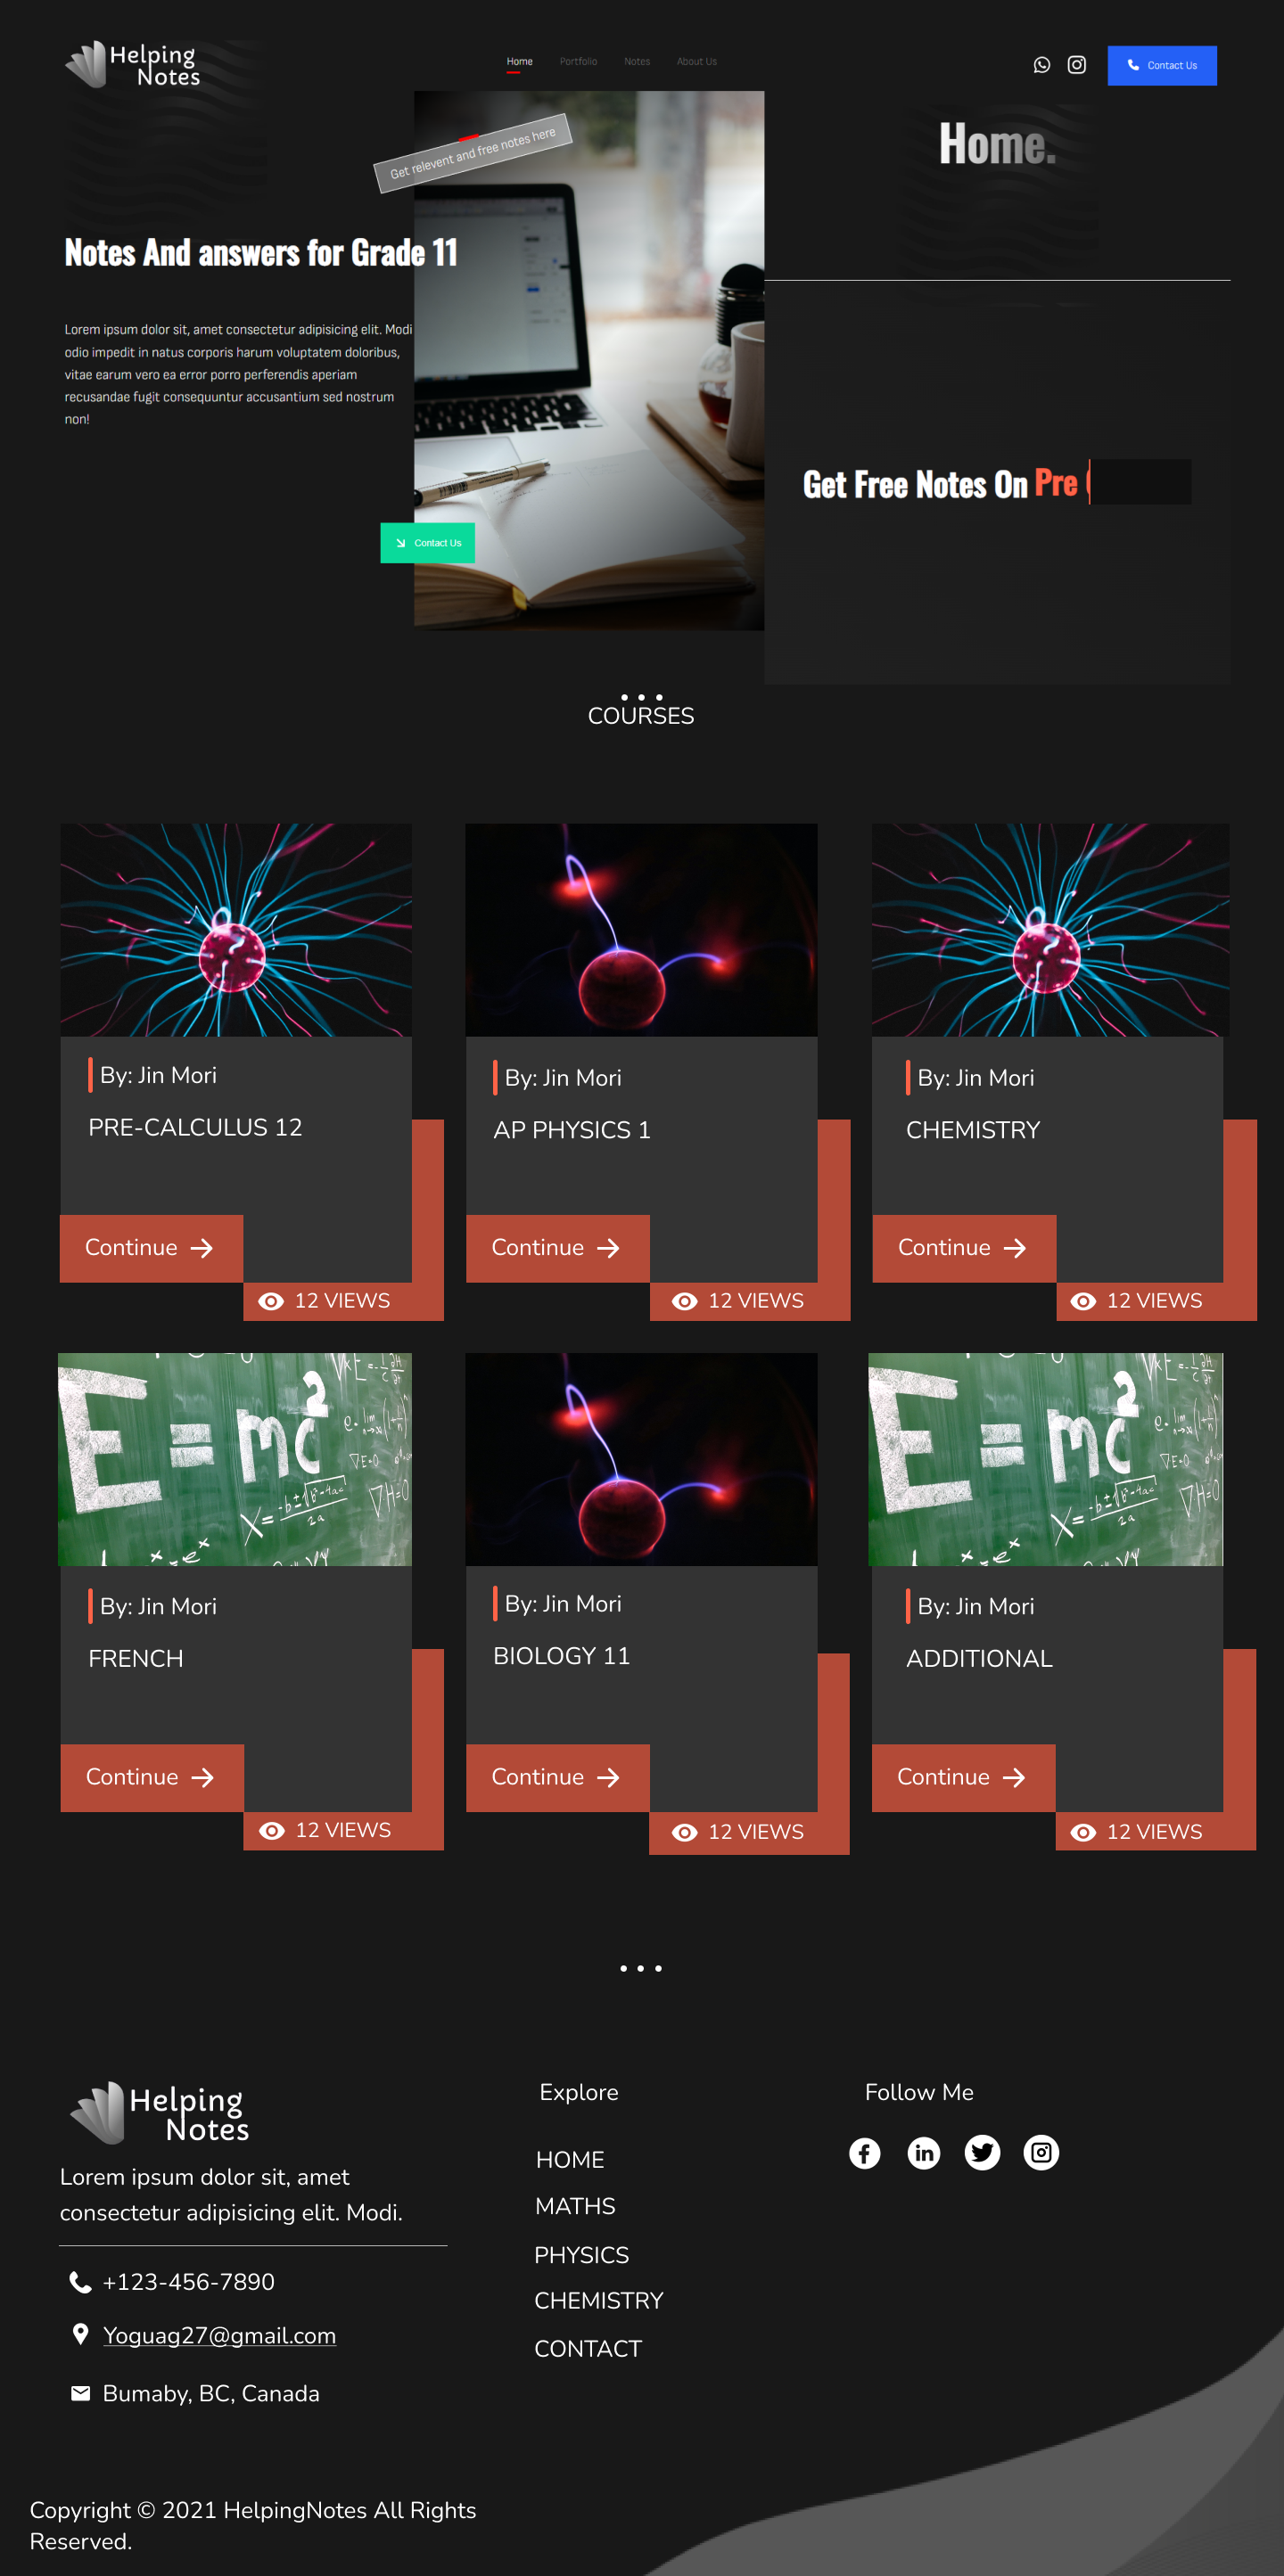 Helping
Notes
Home
Portfolio
Notes
About Us
Contact Us
Get relevent and free notes here
Home.
Notes And answers for Grade 11
Lorem ipsum dolor sit, amet consectetur adipisicing elit. Modi
odio impedit in natus corporis harum voluptatem doloribus,
vitae earum vero ea error porro perferendis aperiam
recusandae fugit consequuntur accusantium sed nostrum
non!
Get Free Notes On Pre
Contact Us
COURSES
By: Jin Mori
PRE-CALCULUS 12
Continue
12 VIEWS
By: Jin Mori
AP PHYSICS 1
Continue
12 VIEWS
By: Jin Mori
CHEMISTRY
Continue
12 VIEWS
E = mc²
By: Jin Mori
FRENCH
Continue
12 VIEWS
By: Jin Mori
BIOLOGY 11
Continue
12 VIEWS
E = mc²
By: Jin Mori
ADDITIONAL
Continue
12 VIEWS
Helping
Notes
Lorem ipsum dolor sit, amet
consectetur adipisicing elit. Modi.
+123-456-7890
Yoguag27@gmail.com
Bumaby, BC, Canada
Explore
HOME
MATHS
PHYSICS
CHEMISTRY
CONTACT
Follow Me
Copyright © 2021 HelpingNotes All Rights
Reserved.